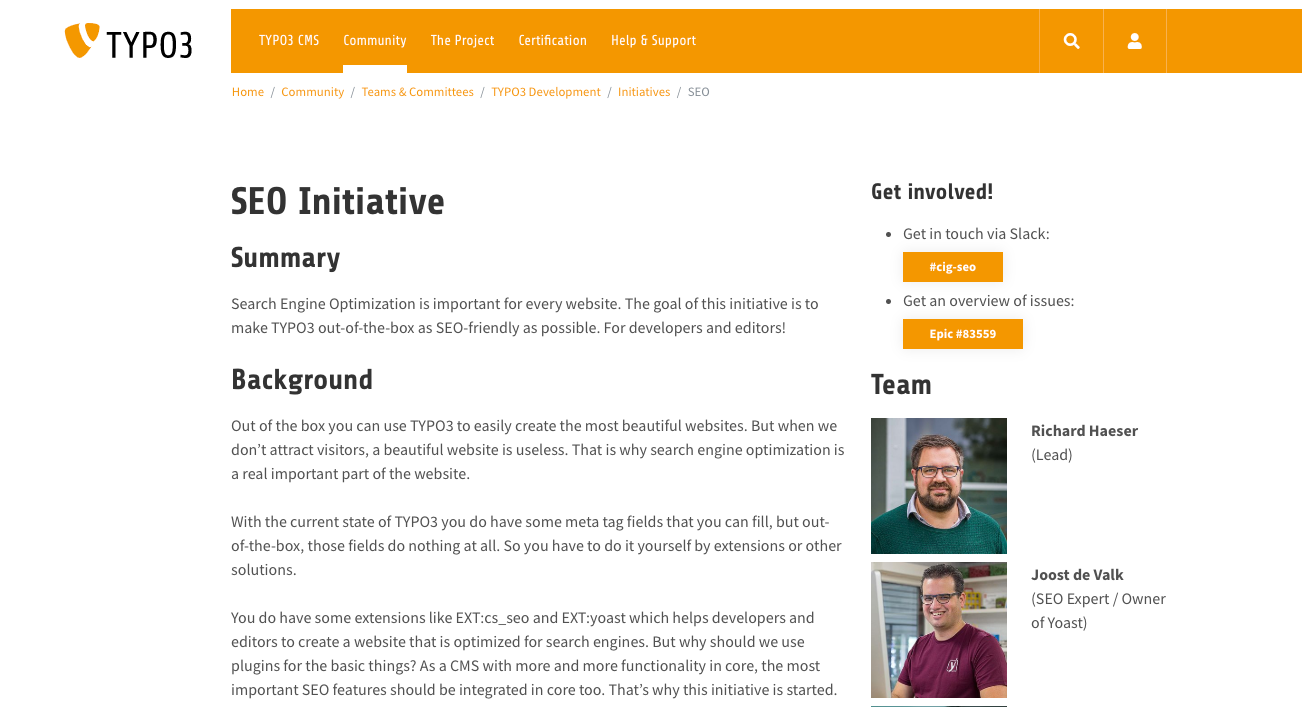 TYPO3
TYPO3 CMS
Community
The Project
Certification
Help & Support
Home / Community / Teams & Committees / TYPO3 Development / Initiatives / SEO
SEO Initiative
Summary
Search Engine Optimization is important for every website. The goal of this initiative is to
make TYPO3 out-of-the-box as SEO-friendly as possible. For developers and editors!
Background
Out of the box you can use TYPO3 to easily create the most beautiful websites. But when we
don’t attract visitors, a beautiful website is useless. That is why search engine optimization is
a real important part of the website.
With the current state of TYPO3 you do have some meta tag fields that you can fill, but out-
of-the-box, those fields do nothing at all. So you have to do it yourself by extensions or other
solutions.
You do have some extensions like EXT:cs_seo and EXT:yoast which helps developers and
editors to create a website that is optimized for search engines. But why should we use
plugins for the basic things? As a CMS with more and more functionality in core, the most
important SEO features should be integrated in core too. That’s why this initiative is started.
Get involved!
Get in touch via Slack:
#cig-seo
Get an overview of issues:
Epic #83559
Team
Richard Haeser
(Lead)
Joost de Valk
(SEO Expert / Owner
of Yoast)